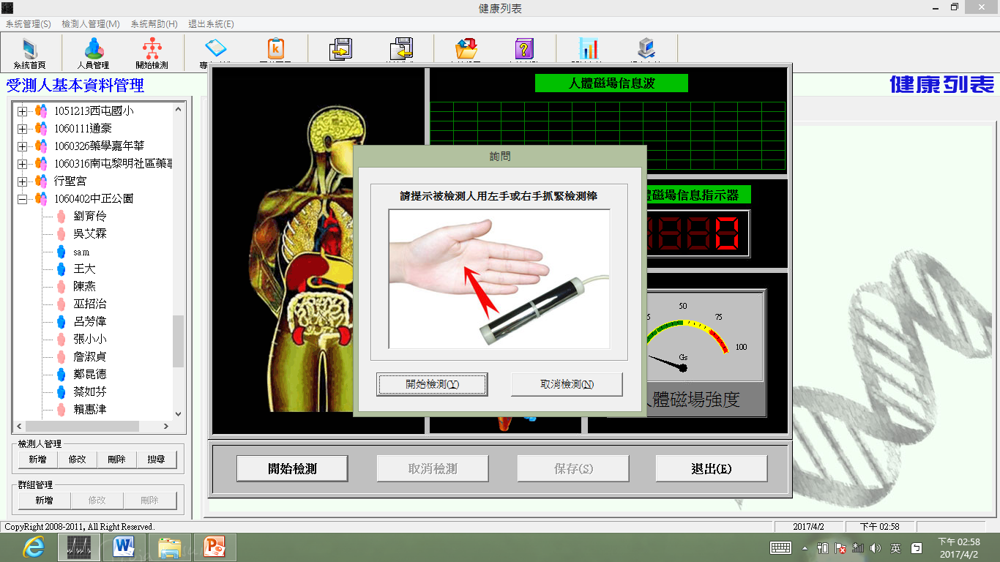 健康列表
系統管理(S) 檢測人管理(M) 系統幫助(H) 退出系統(E)
系統首頁 人員管理 開始檢測
受測人基本資料管理
健康列表
1051213西屯國小
1060111通豪
1060326藥學嘉年華
1060316南屯黎明社區藥事
行聖宮
1060402中正公園
劉育伶
吳艾霖
sam
王大
陳燕
巫招治
呂芳偉
張小小
詹淑貞
鄭昆德
蔡如芬
賴惠津
檢測人管理
新增 修改 刪除 搜尋
群組管理
新增 修改 刪除
人體磁場信息波
體磁場信息指示器
0
50
75
100
Gs
人體磁場強度
詢問
請提示被檢測人用左手或右手抓緊檢測棒
開始檢測(Y) 取消檢測(N)
開始檢測 取消檢測 保存(S) 退出(E)
CopyRight 2008-2011, All Right Reserved.
2017/4/2 下午 02:58
英
下午 02:58
2017/4/2